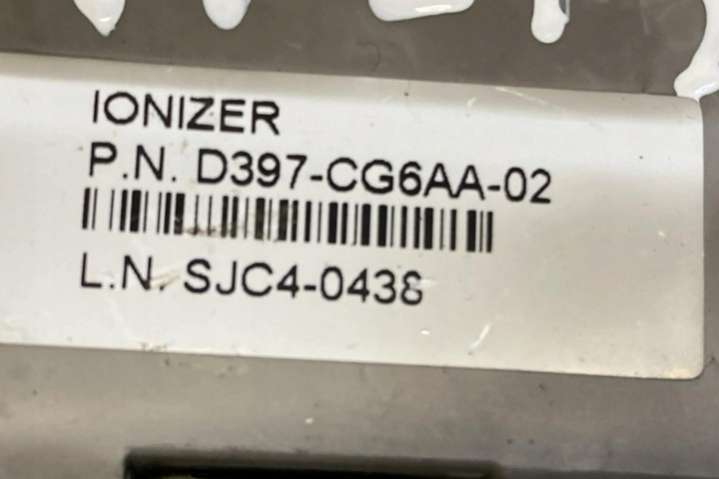 IONIZER
P.N. D397-CG6AA-02
L.N. SJC4-0438